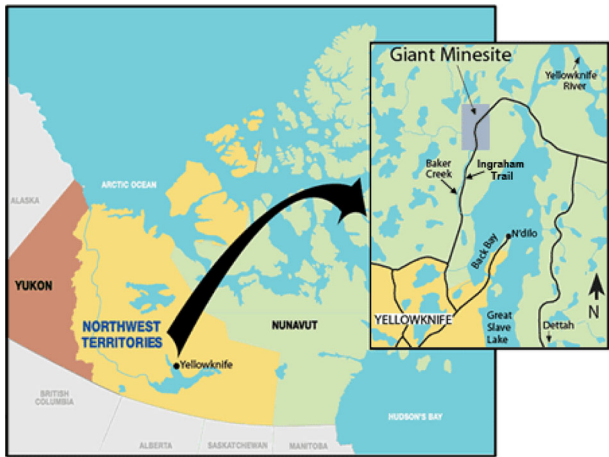 ALASKA
ARCTIC OCEAN
YUKON
NORTHWEST
TERRITORIES
NUNAVUT
Yellowknife
BRITISH
COLUMBIA
ALBERTA
SASKATCHEWAN
MANITOBA
HUDSON'S BAY
Giant Minesite
Yellowknife
River
Baker
Creek
Ingraham
Trail
N'dilo
Back Bay
YELLOWKNIFE
Great
Slave
Lake
Dettah
N